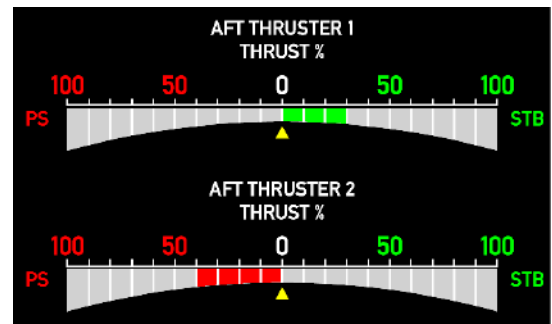 AFT THRUSTER 1
THRUST %
100 50 0 50 100
PS STB
AFT THRUSTER 2
THRUST %
100 50 0 50 100
PS STB